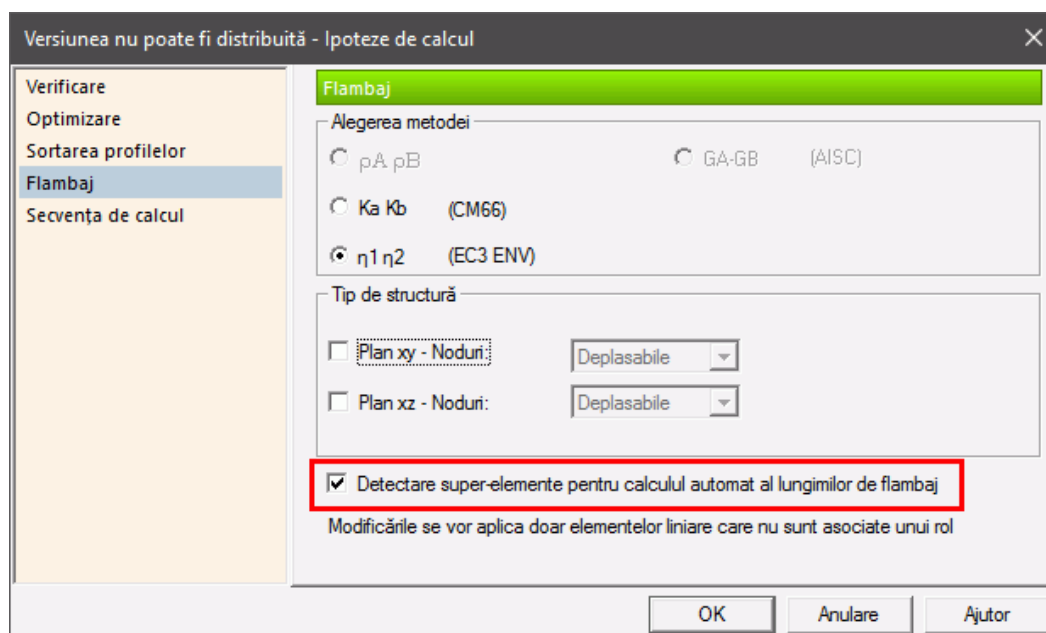 Versiunea nu poate fi distribuită - Ipoteze de calcul
Verificare
Optimizare
Sortarea profilelor
Flambaj
Secvența de calcul
Flambaj
Alegerea metodei
ρA ρB
GA-GB (AISC)
Ka Kb (CM66)
η1 η2 (EC3 ENV)
Tip de structură
Plan xy - Noduri: Deplasabile
Plan xz - Noduri: Deplasabile
Detectare super-elemente pentru calculul automat al lungimilor de flambaj
Modificările se vor aplica doar elementelor liniare care nu sunt asociate unui rol
OK Anulare Ajutor